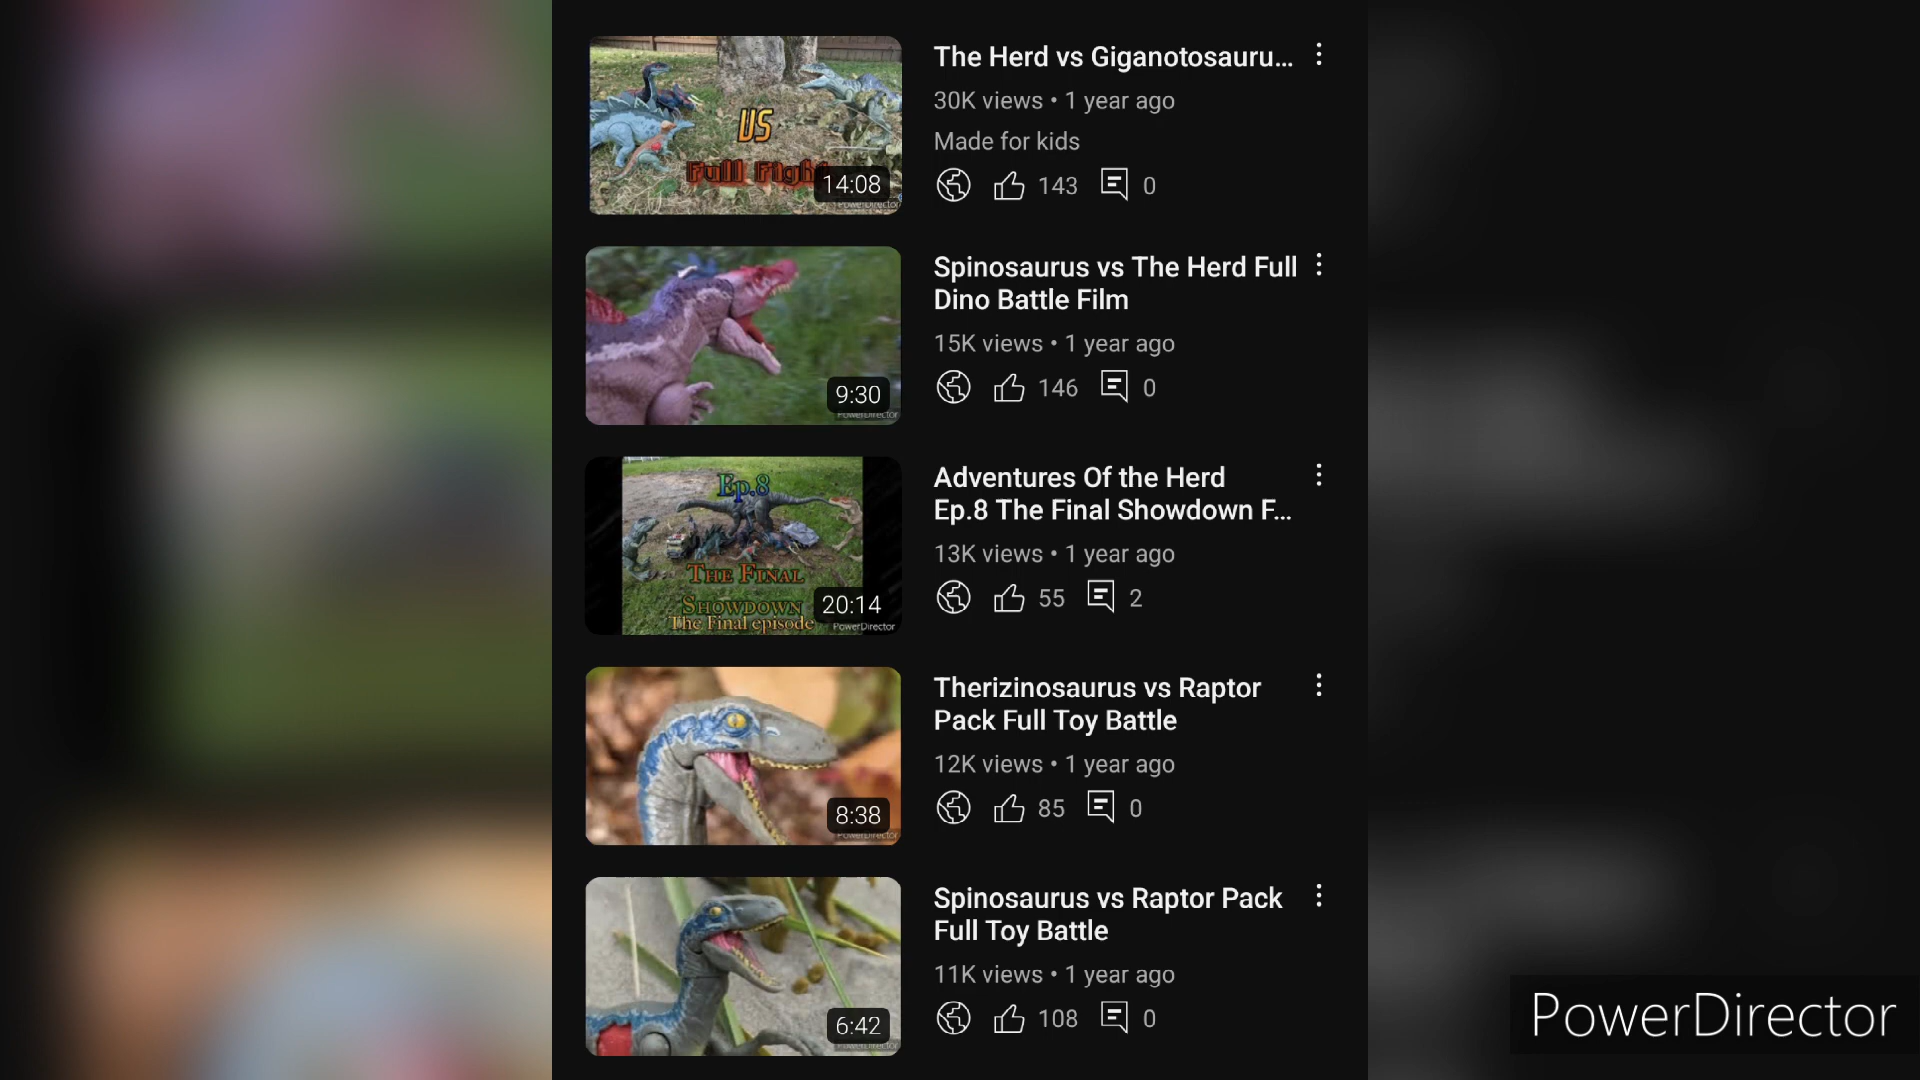 The Herd vs Giganotosauru...
30K views • 1 year ago
Made for kids
143 0
US
Full Fight
14:08
PowerDirector
Spinosaurus vs The Herd Full
Dino Battle Film
15K views • 1 year ago
146 0
9:30
PowerDirector
Adventures Of the Herd
Ep.8 The Final Showdown F...
13K views • 1 year ago
55 2
Ep.8
The Final
Showdown
The Final episode
20:14
PowerDirector
Therizinosaurus vs Raptor
Pack Full Toy Battle
12K views • 1 year ago
85 0
8:38
PowerDirector
Spinosaurus vs Raptor Pack
Full Toy Battle
11K views • 1 year ago
108 0
6:42
PowerDirector
PowerDirector